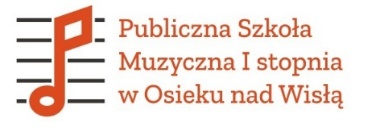 Publiczna Szkoła
Muzyczna I stopnia
w Osieku nad Wisłą